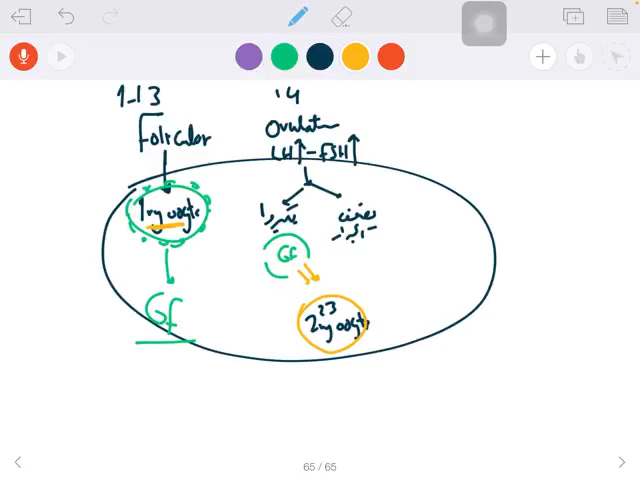 1-13
Folicular
1ry oocyte
Gf
14
Ovulation
LH↑ - FSH↑
Gf
23
2ry oocyte
65 / 65